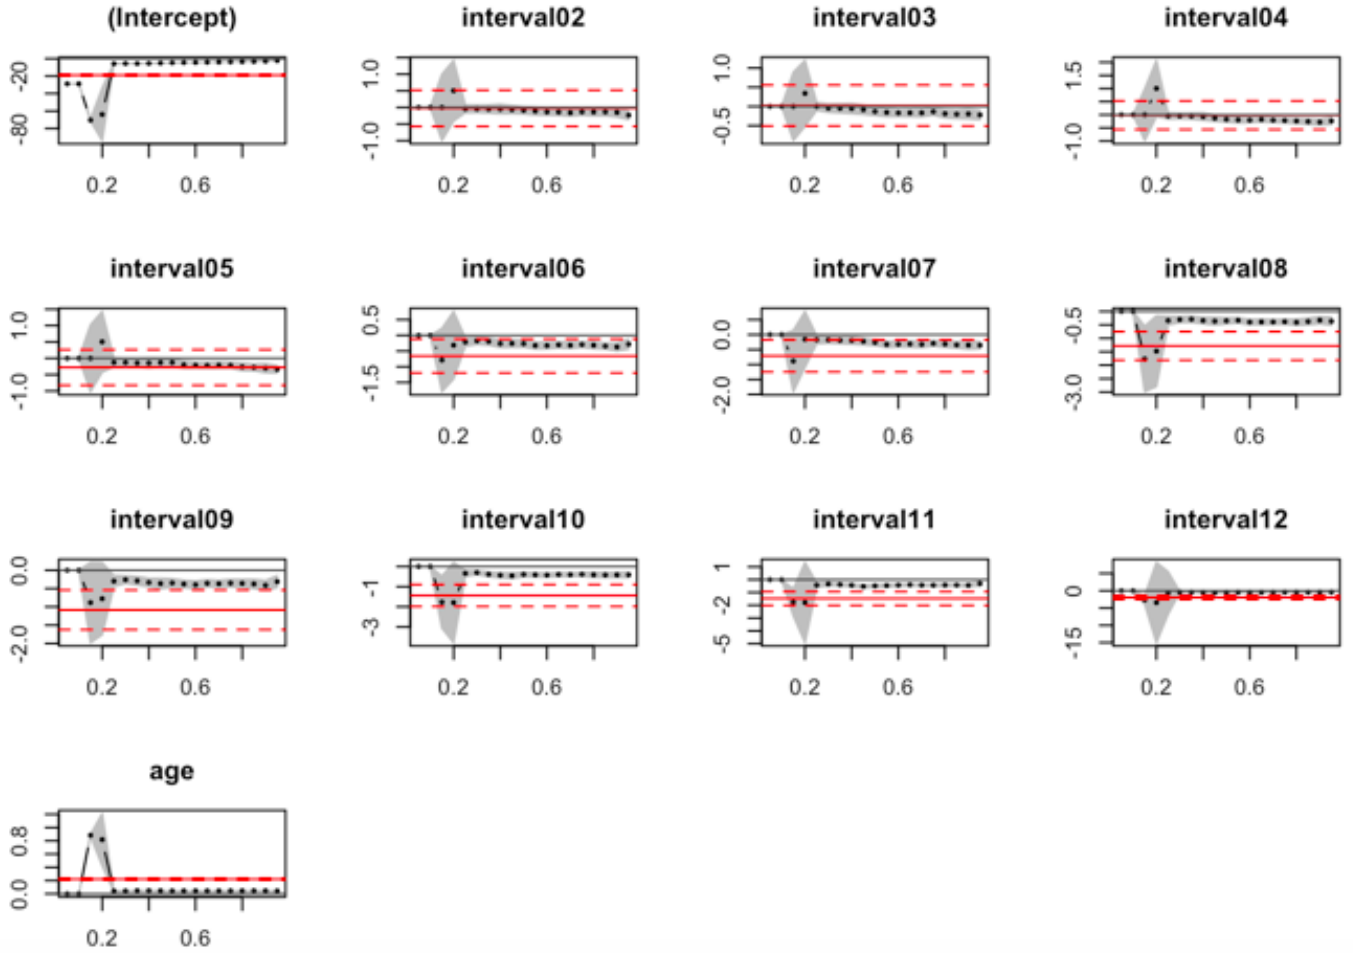 (Intercept) interval02 interval03 interval04
-20 1.0 1.0 1.5
-80 -1.0 -0.5 -1.0
0.2 0.6 0.2 0.6 0.2 0.6 0.2 0.6
interval05 interval06 interval07 interval08
1.0 0.5 0.0 -0.5
-1.0 -1.5 -2.0 -3.0
0.2 0.6 0.2 0.6 0.2 0.6 0.2 0.6
interval09 interval10 interval11 interval12
0.0 -1 1 0
-2.0 -3 -2 -15
-5
0.2 0.6 0.2 0.6 0.2 0.6 0.2 0.6
age
0.8
0.0
0.2 0.6